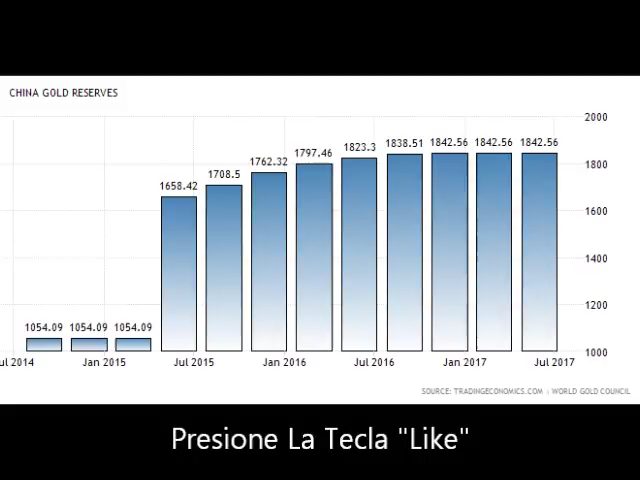 CHINA GOLD RESERVES
2000
1842.56 1842.56 1842.56
1838.51
1823.3
1797.46
1762.32
1708.5
1658.42
1800
1600
1400
1200
1054.09 1054.09 1054.09
1000
ul 2014 Jan 2015 Jul 2015 Jan 2016 Jul 2016 Jan 2017 Jul 2017
SOURCE: TRADINGECONOMICS.COM | WORLD GOLD COUNCIL
Presione La Tecla "Like"